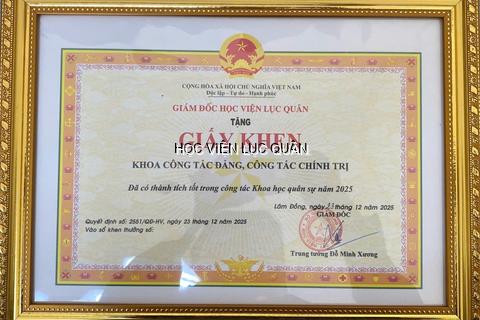 CỘNG HÒA XÃ HỘI CHỦ NGHĨA VIỆT NAM
Độc lập - Tự do - Hạnh phúc
GIÁM ĐỐC HỌC VIỆN LỤC QUÂN
TẶNG
GIẤY KHEN
HỌC VIỆN LỤC QUÂN
KHOA CÔNG TÁC ĐẢNG, CÔNG TÁC CHÍNH TRỊ
Đã có thành tích tốt trong công tác Khoa học quân sự năm 2025
Lâm Đồng, ngày 23 tháng 12 năm 2025
GIÁM ĐỐC
Quyết định số: 2551/QĐ-HV, ngày 23 tháng 12 năm 2025
Vào sổ khen thưởng số:
Trung tướng Đỗ Minh Xương